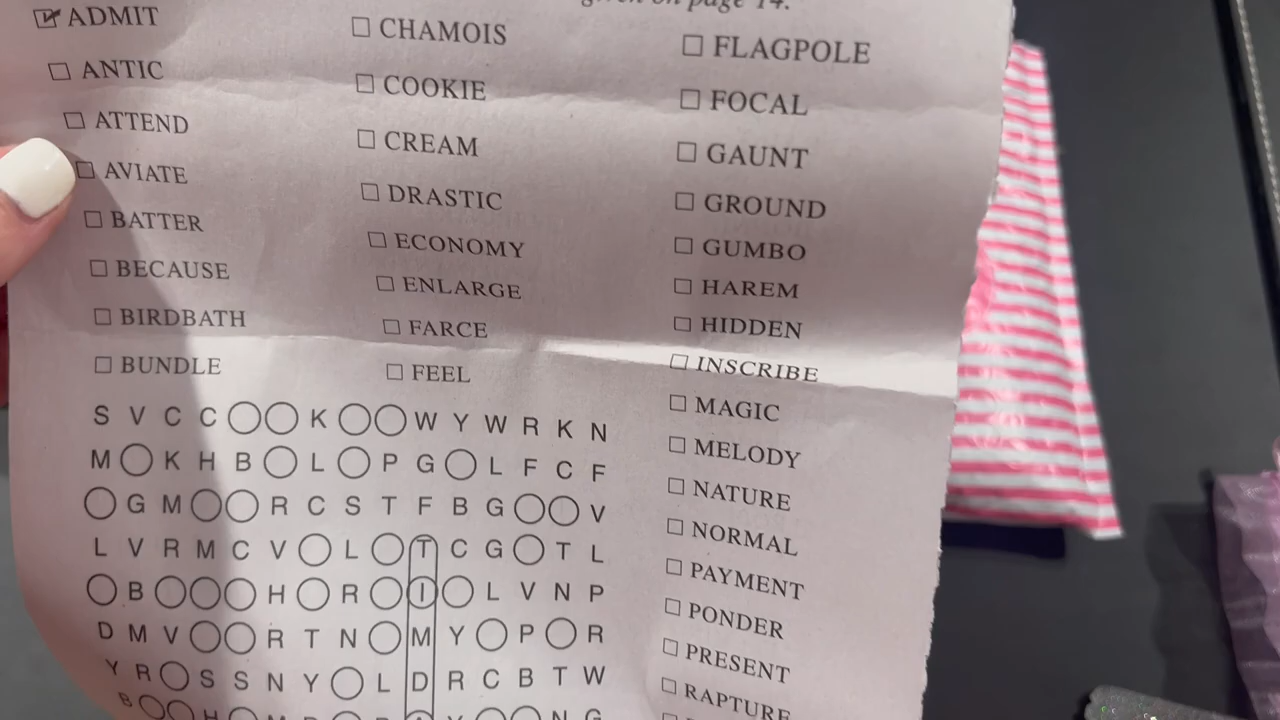 given on page 14.
ADMIT
ANTIC
ATTEND
AVIATE
BATTER
BECAUSE
BIRDBATH
BUNDLE
CHAMOIS
COOKIE
CREAM
DRASTIC
ECONOMY
ENLARGE
FARCE
FEEL
FLAGPOLE
FOCAL
GAUNT
GROUND
GUMBO
HAREM
HIDDEN
INSCRIBE
MAGIC
MELODY
NATURE
NORMAL
PAYMENT
PONDER
PRESENT
RAPTURE
S V C C K W Y W R K N
M K H B L P G L F C F
G M R C S T F B G V
L V R M C V L T C G T L
B H R I L V N P
D M V R T N M Y P R
Y R S S N Y L D R C B T W